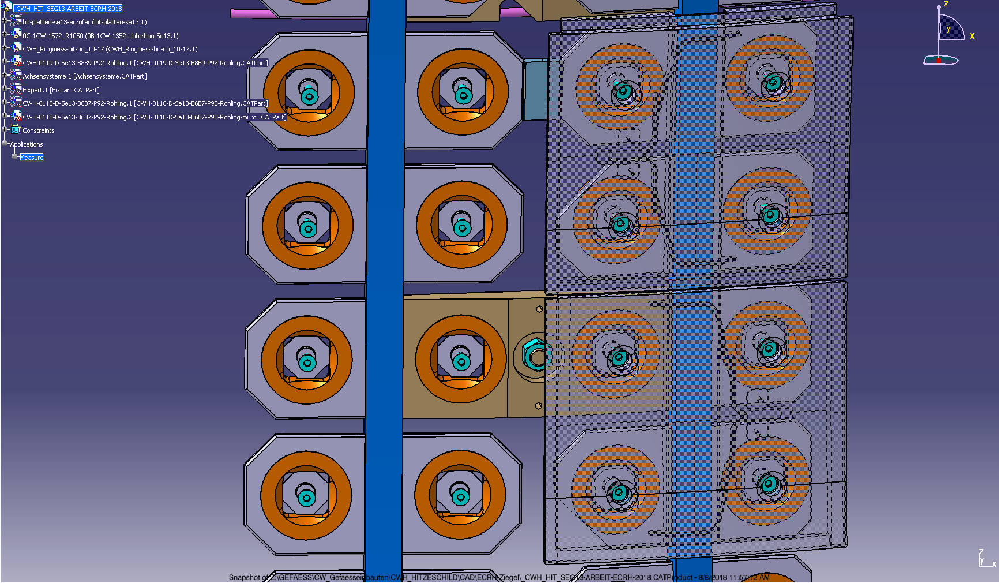 _CWH_HIT_SEG13-ARBEIT-ECRH-2018
hit-platten-se13-eurofer (hit-platten-se13.1)
0C-1CW-1572_R1050 (0B-1CW-1352-Unterbau-Se13.1)
CWH_Ringmess-hit-no_10-17 (CWH_Ringmess-hit-no_10-17.1)
CWH-0119-D-Se13-B8B9-P92-Rohling.1 [CWH-0119-D-Se13-B8B9-P92-Rohling.CATPart]
Achsensysteme.1 [Achsensysteme.CATPart]
Fixpart.1 [Fixpart.CATPart]
CWH-0118-D-Se13-B6B7-P92-Rohling.1 [CWH-0118-D-Se13-B6B7-P92-Rohling.CATPart]
CWH-0118-D-Se13-B6B7-P92-Rohling.2 [CWH-0118-D-Se13-B6B7-P92-Rohling-mirror.CATPart]
Constraints
Applications
Measure
z
y
x
z
y
x
Snapshot of Z:\GEFAESS\CW_Gefaesseinbauten\CWH_HITZESCHILD\CAD\ECRH-Ziegel\_CWH_HIT_SEG13-ARBEIT-ECRH-2018.CATProduct - 8/8/2018 11:57:12 AM